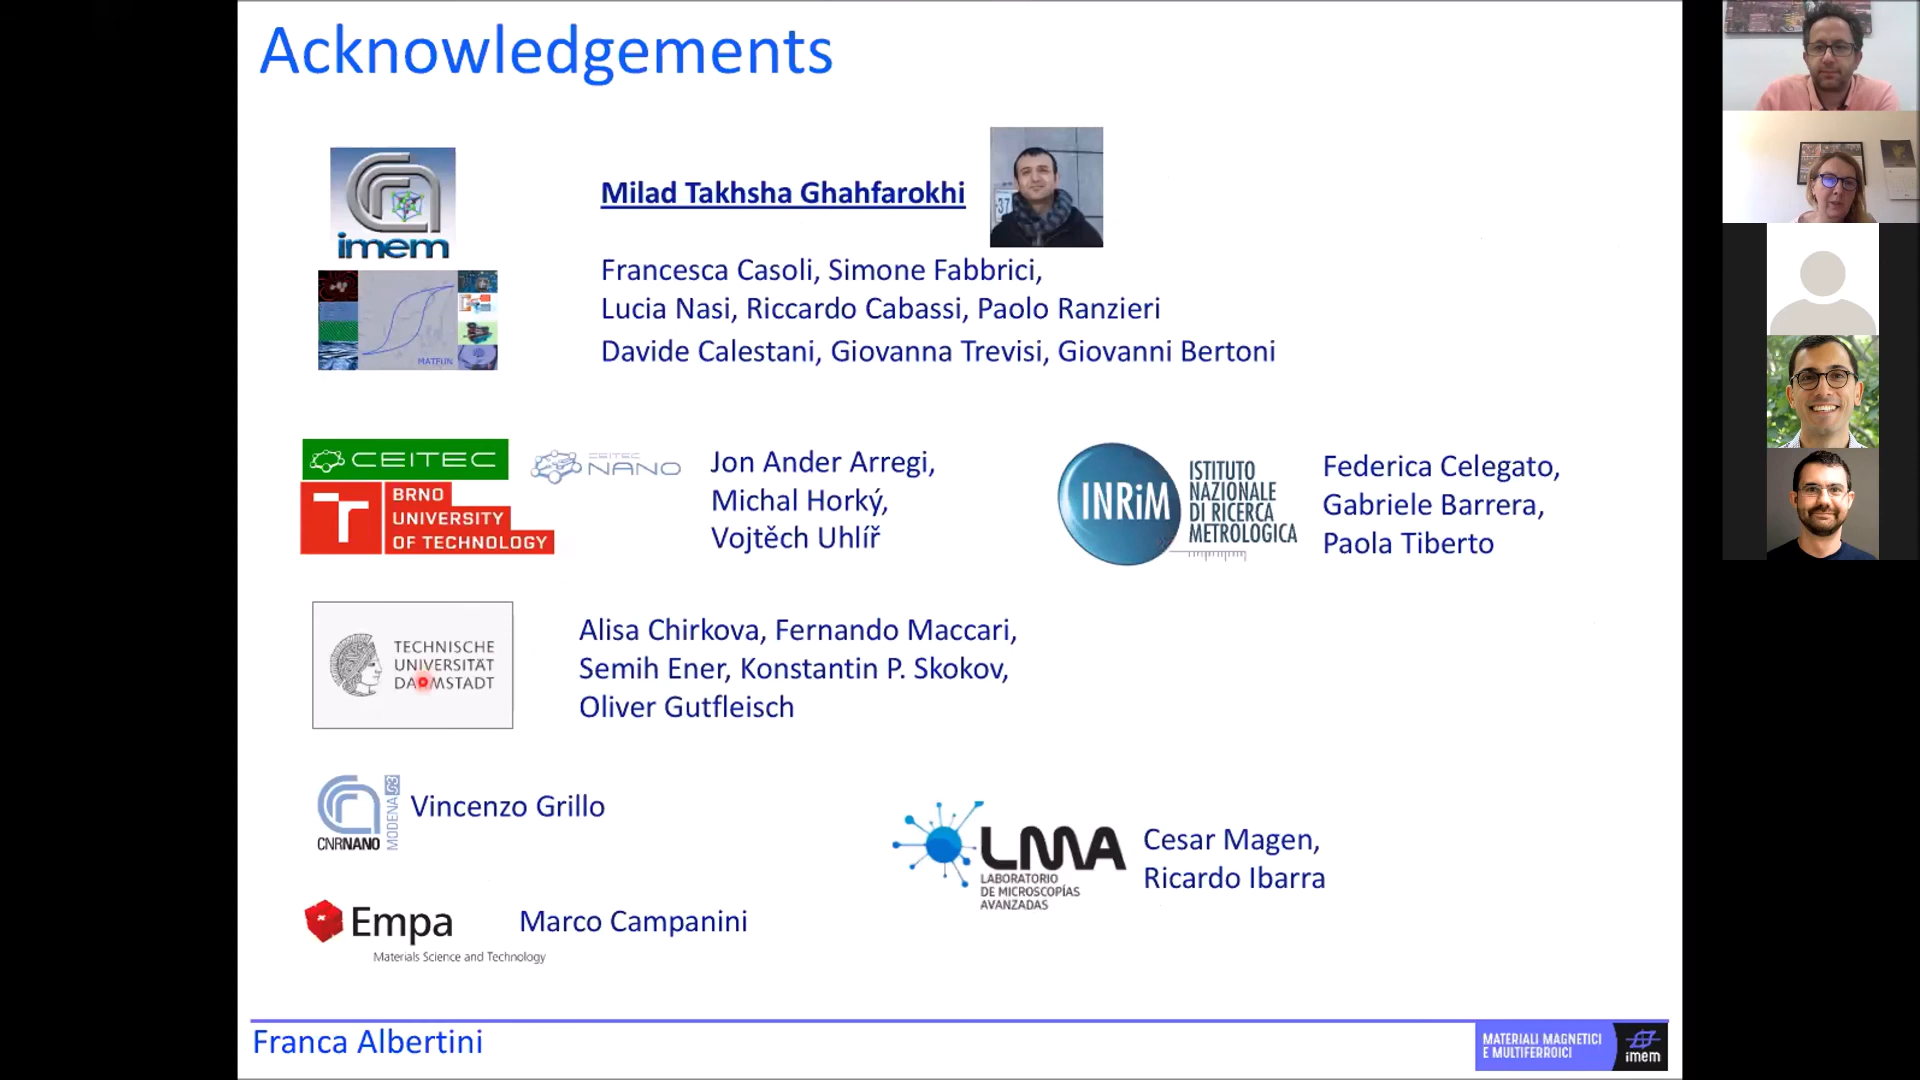 Acknowledgements
imem
Milad Takhsha Ghahfarokhi
37
Francesca Casoli, Simone Fabbrici,
Lucia Nasi, Riccardo Cabassi, Paolo Ranzieri
Davide Calestani, Giovanna Trevisi, Giovanni Bertoni
MATFUN
CEITEC
CEITEC
NANO
BRNO
UNIVERSITY
OF TECHNOLOGY
Jon Ander Arregi,
Michal Horký,
Vojtěch Uhlíř
INRiM
ISTITUTO
NAZIONALE
DI RICERCA
METROLOGICA
Federica Celegato,
Gabriele Barrera,
Paola Tiberto
TECHNISCHE
UNIVERSITÄT
DARMSTADT
Alisa Chirkova, Fernando Maccari,
Semih Ener, Konstantin P. Skokov,
Oliver Gutfleisch
CNRNANO
MODENA S3
Vincenzo Grillo
LMA
LABORATORIO
DE MICROSCOPÍAS
AVANZADAS
Cesar Magen,
Ricardo Ibarra
Empa
Materials Science and Technology
Marco Campanini
Franca Albertini
MATERIALI MAGNETICI
E MULTIFERROICI
imem